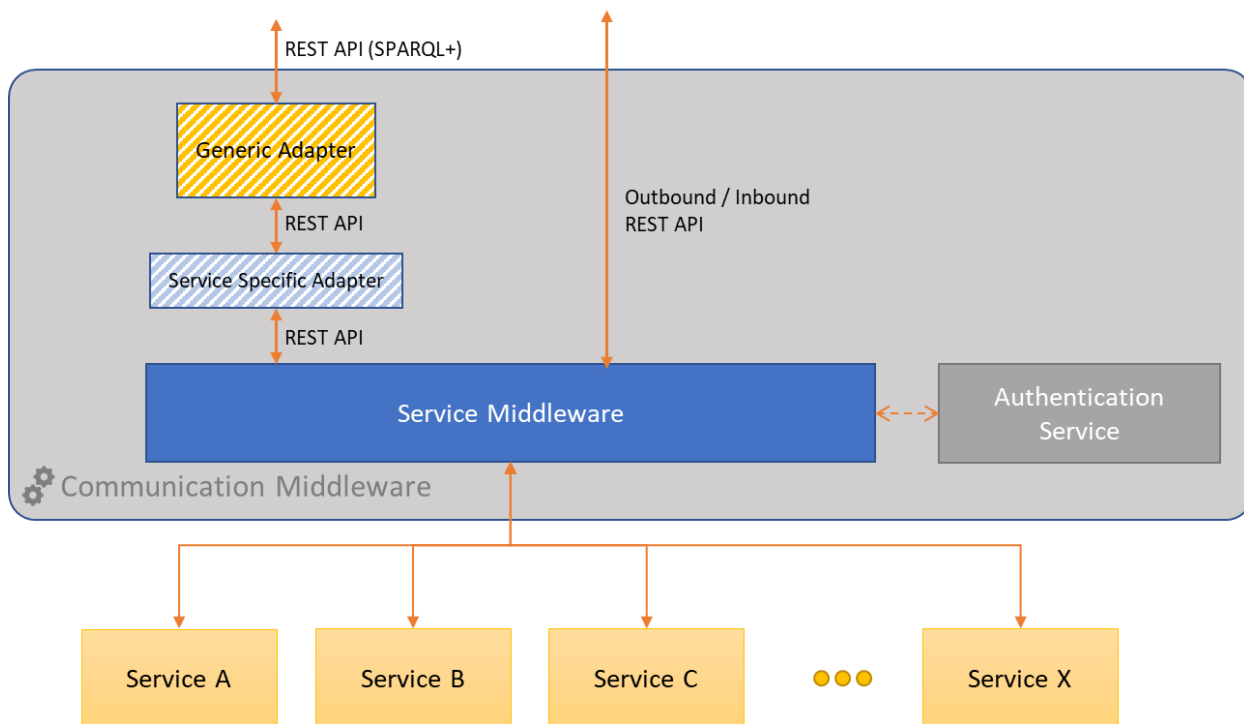 REST API (SPARQL+)
Generic Adapter
Outbound / Inbound
REST API
REST API
Service Specific Adapter
REST API
Service Middleware
Authentication
Service
Communication Middleware
Service A
Service B
Service C
Service X